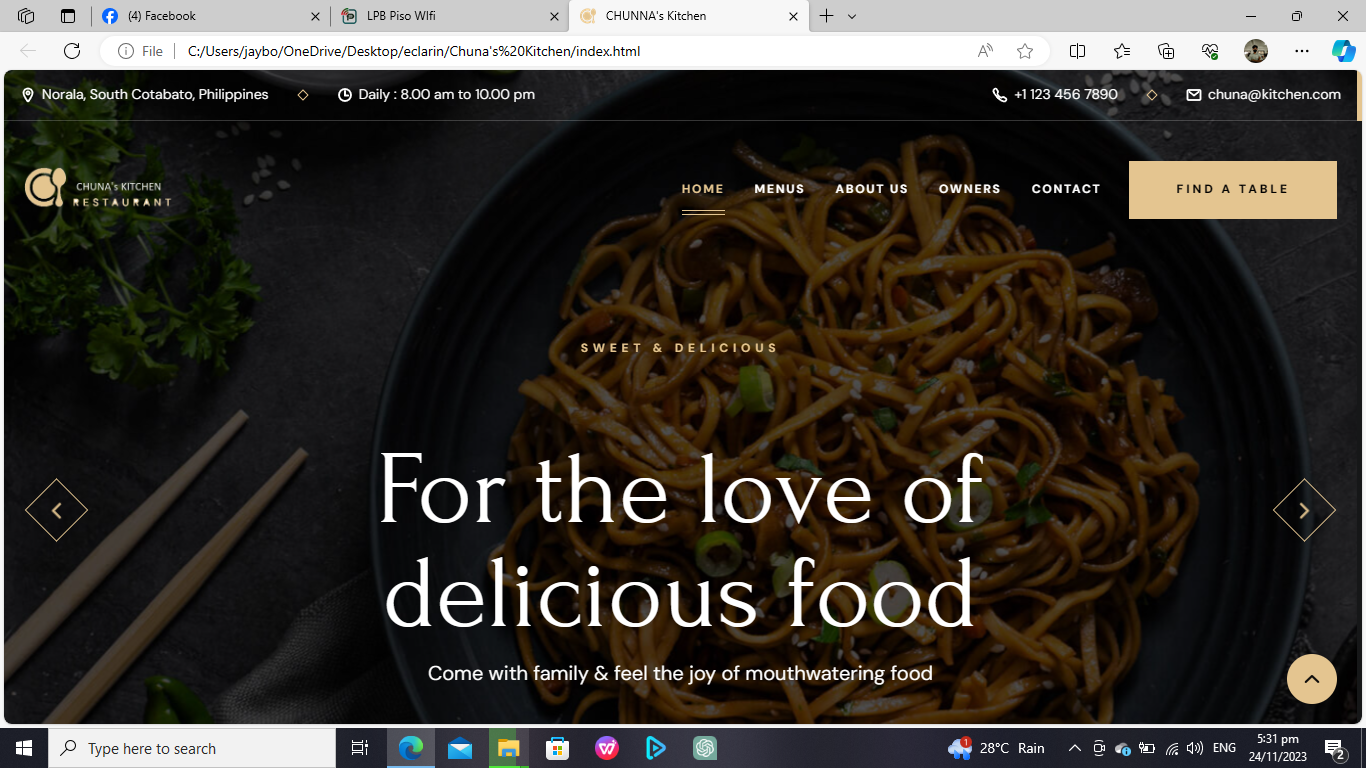 (4) Facebook
LPB Piso WIfi
CHUNNA's Kitchen
File
C:/Users/jaybo/OneDrive/Desktop/eclarin/Chuna's%20Kitchen/index.html
Norala, South Cotabato, Philippines
Daily : 8.00 am to 10.00 pm
+1 123 456 7890
chuna@kitchen.com
CHUNA's KITCHEN
RESTAURANT
HOME
MENUS
ABOUT US
OWNERS
CONTACT
FIND A TABLE
SWEET & DELICIOUS
For the love of
delicious food
Come with family & feel the joy of mouthwatering food
Type here to search
1
28°C Rain
ENG
5:31 pm
24/11/2023
2